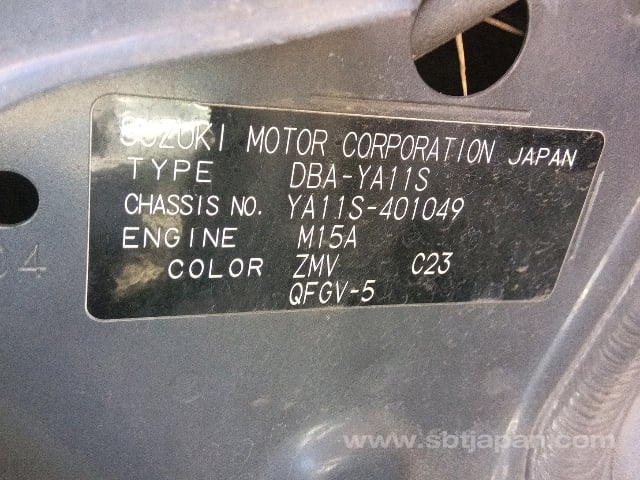 SUZUKI MOTOR CORPORATION JAPAN
TYPE DBA-YA11S
CHASSIS NO. YA11S-401049
ENGINE M15A
COLOR ZMV C23
QFGV-5
www.sbtjapan.com